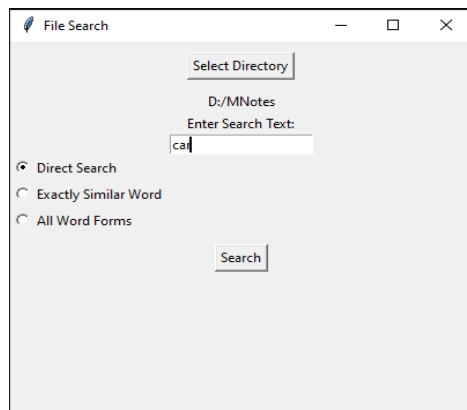 File Search
Select Directory
D:/MNotes
Enter Search Text:
car
Direct Search
Exactly Similar Word
All Word Forms
Search